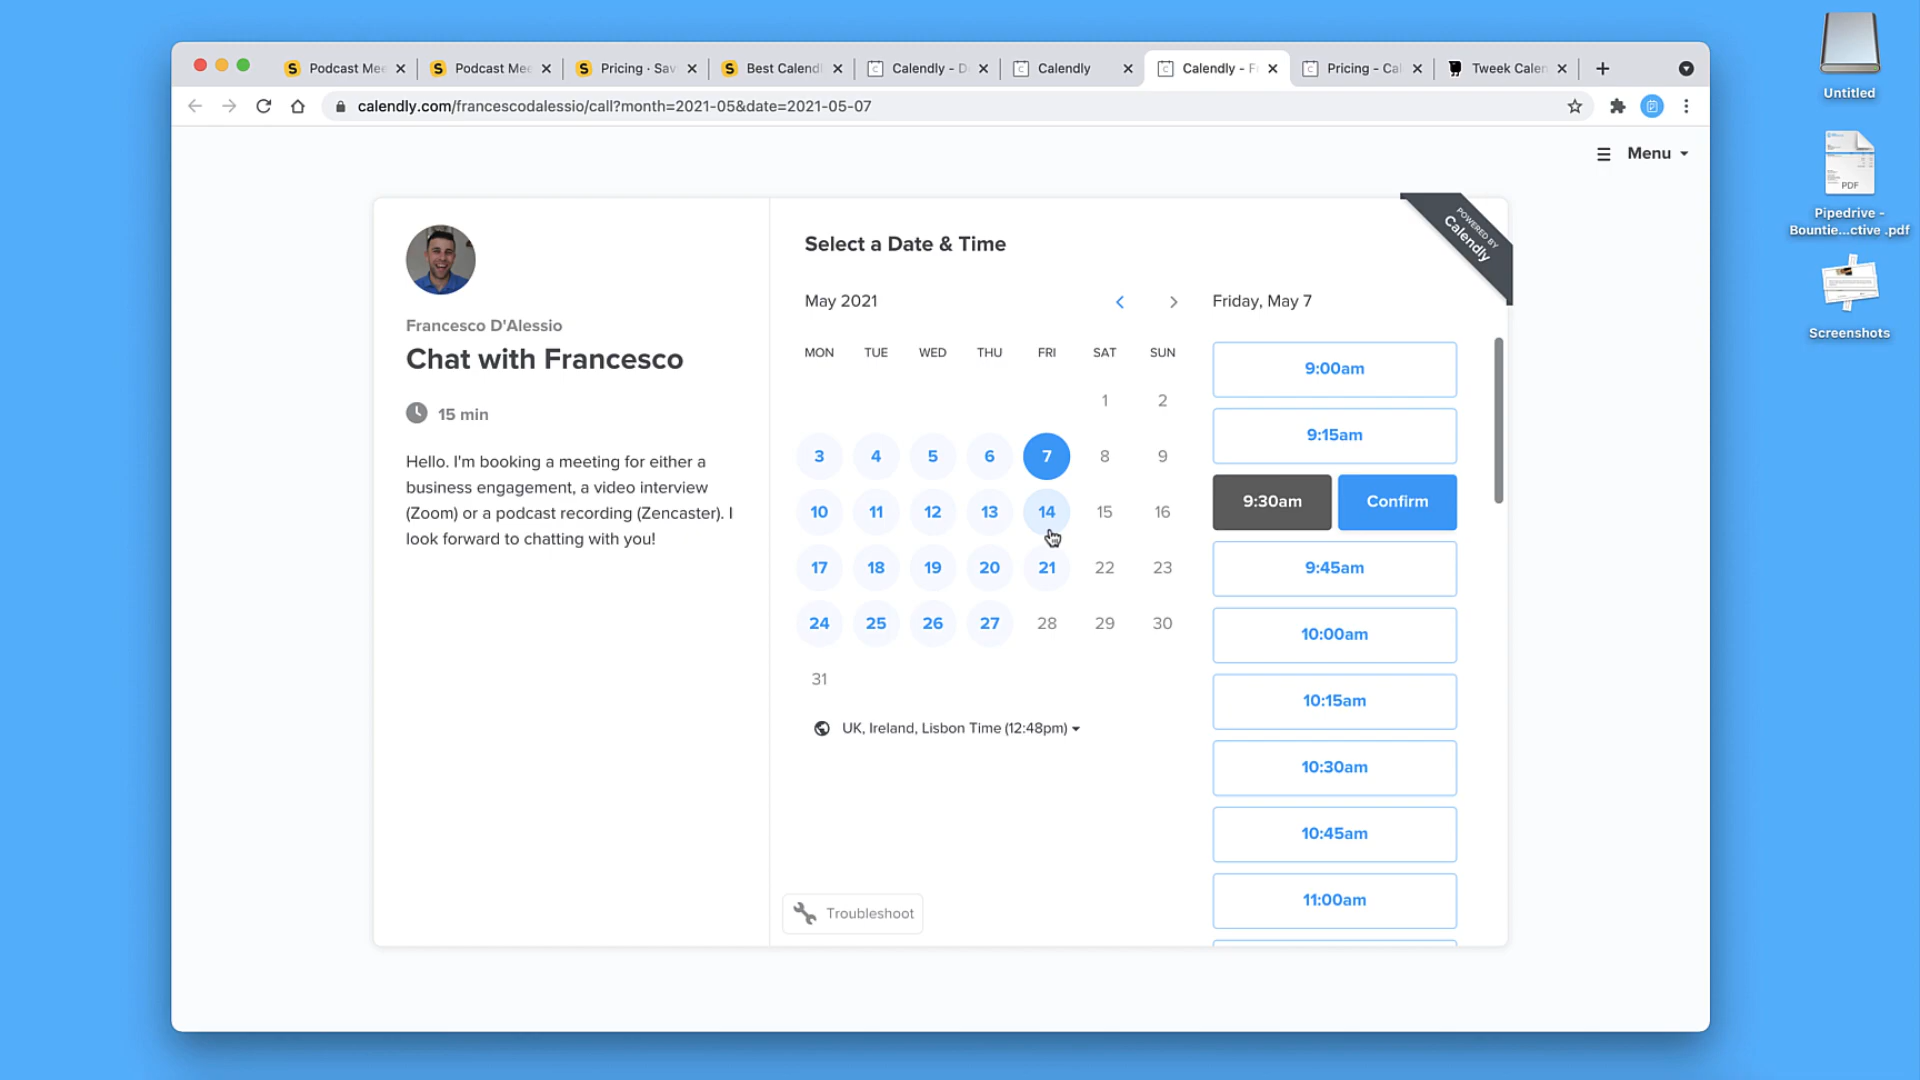 Podcast Mee
Podcast Mee
Pricing · Sav
Best Calendl
Calendly - D
Calendly
Calendly - F
Pricing - Cal
Tweek Calen
calendly.com/francescodalessio/call?month=2021-05&date=2021-05-07
Menu
Francesco D'Alessio
Chat with Francesco
15 min
Hello. I'm booking a meeting for either a
business engagement, a video interview
(Zoom) or a podcast recording (Zencaster). I
look forward to chatting with you!
Select a Date & Time
May 2021
MON TUE WED THU FRI SAT SUN
1 2
3 4 5 6 7 8 9
10 11 12 13 14 15 16
17 18 19 20 21 22 23
24 25 26 27 28 29 30
31
UK, Ireland, Lisbon Time (12:48pm)
Troubleshoot
Friday, May 7
9:00am
9:15am
9:30am Confirm
9:45am
10:00am
10:15am
10:30am
10:45am
11:00am
POWERED BY
Calendly
Untitled
PDF
Pipedrive -
Bountie...ctive .pdf
Screenshots